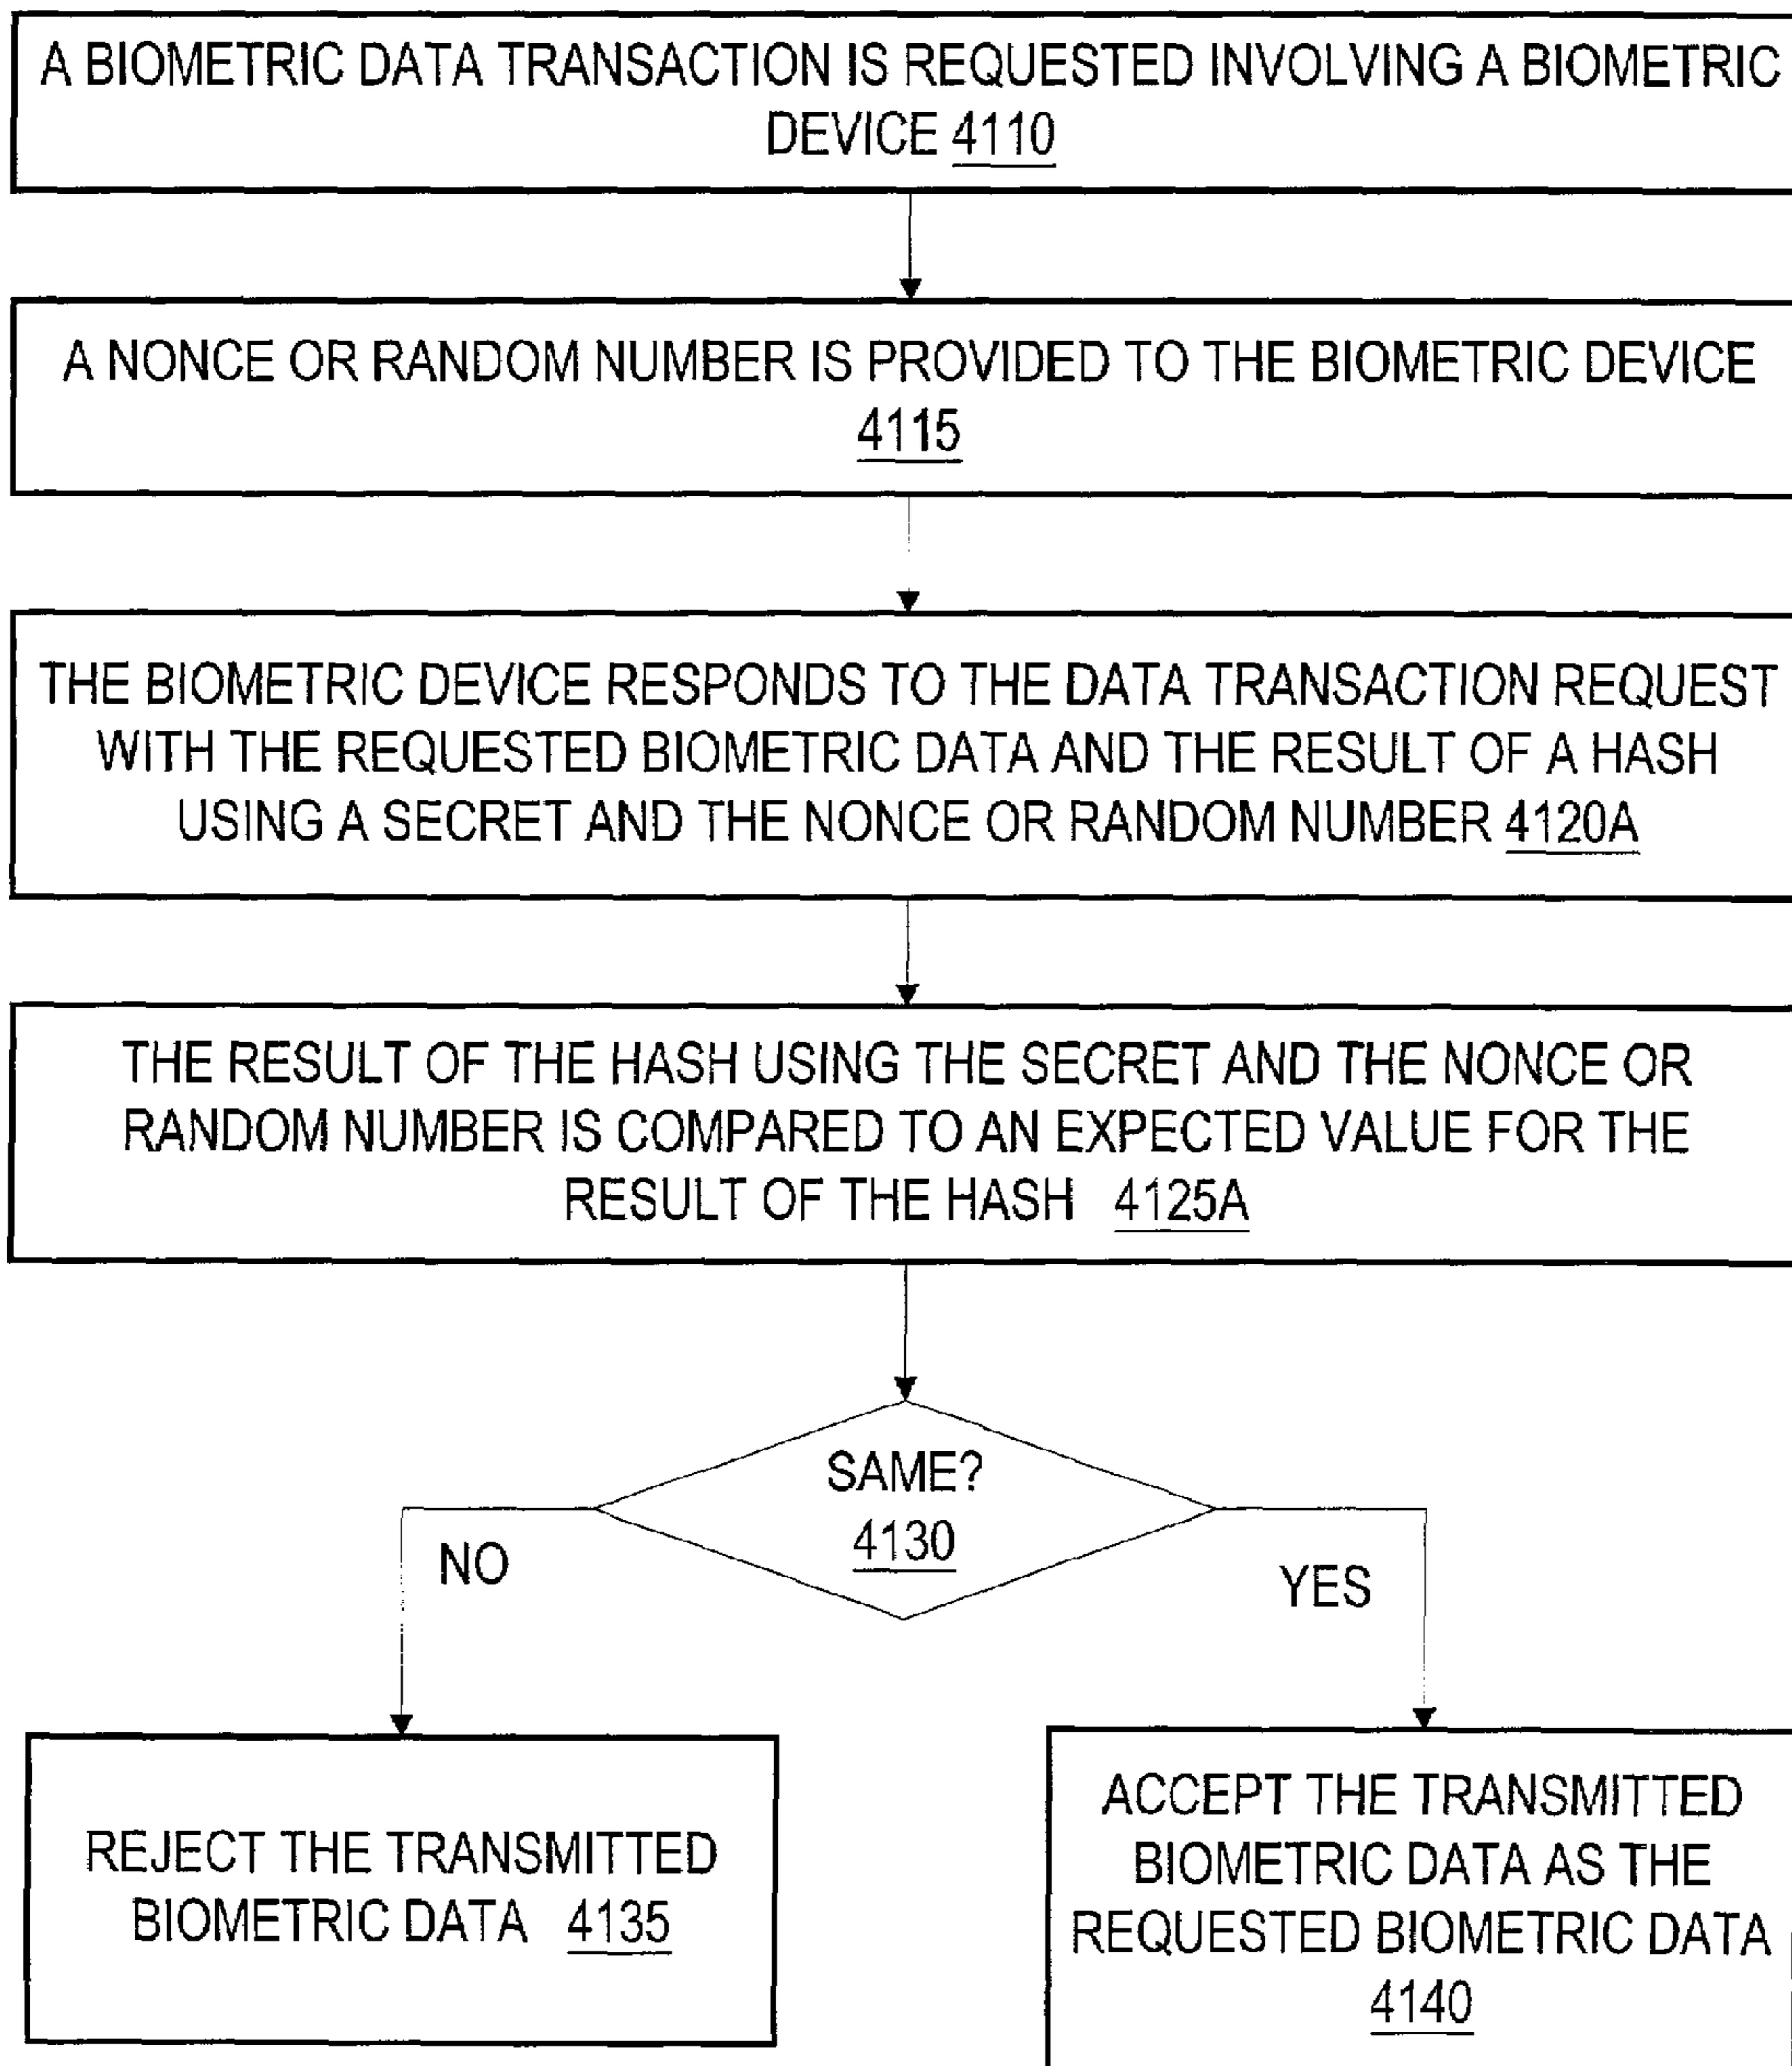 A BIOMETRIC DATA TRANSACTION IS REQUESTED INVOLVING A BIOMETRIC
DEVICE 4110
A NONCE OR RANDOM NUMBER IS PROVIDED TO THE BIOMETRIC DEVICE
4115
THE BIOMETRIC DEVICE RESPONDS TO THE DATA TRANSACTION REQUEST
WITH THE REQUESTED BIOMETRIC DATA AND THE RESULT OF A HASH
USING A SECRET AND THE NONCE OR RANDOM NUMBER 4120A
THE RESULT OF THE HASH USING THE SECRET AND THE NONCE OR
RANDOM NUMBER IS COMPARED TO AN EXPECTED VALUE FOR THE
RESULT OF THE HASH 4125A
SAME?
4130
NO
YES
REJECT THE TRANSMITTED
BIOMETRIC DATA 4135
ACCEPT THE TRANSMITTED
BIOMETRIC DATA AS THE
REQUESTED BIOMETRIC DATA
4140